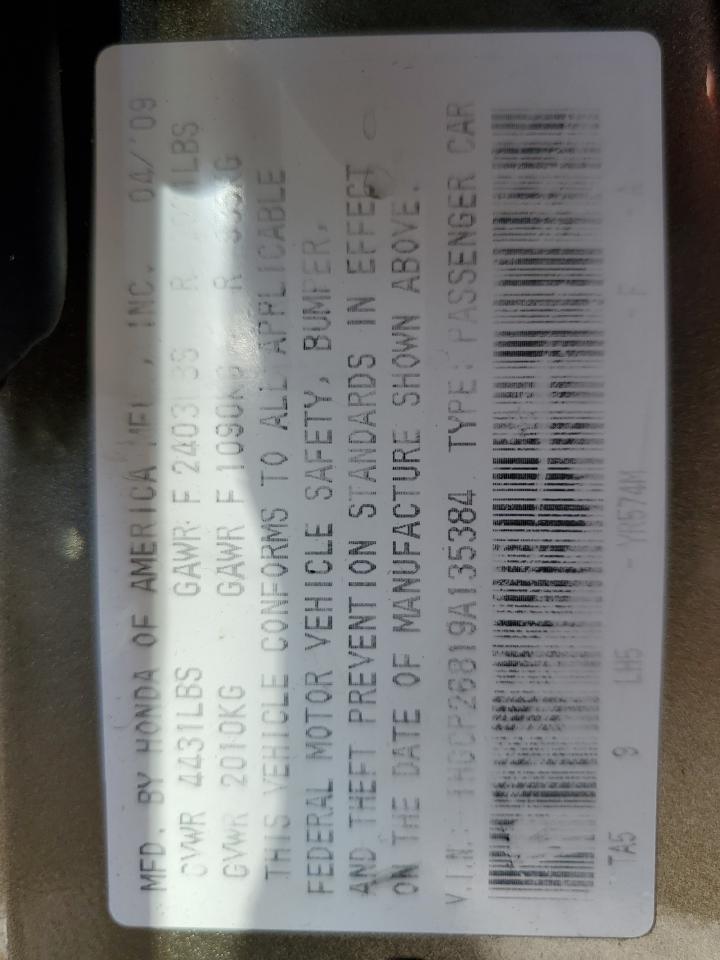 MFD. BY HONDA OF AMERICA MFG., INC. 04/'09
GVWR 4431LBS GAWR F 2403LBS R
GVWR 2010KG GAWR F 1090KG R
THIS VEHICLE CONFORMS TO ALL APPLICABLE
FEDERAL MOTOR VEHICLE SAFETY, BUMPER,
AND THEFT PREVENTION STANDARDS IN EFFECT
ON THE DATE OF MANUFACTURE SHOWN ABOVE.
V.I.N.: 1HGCP26819A135384 TYPE: PASSENGER CAR
TA5 9 LH5 - YR574M - F - A